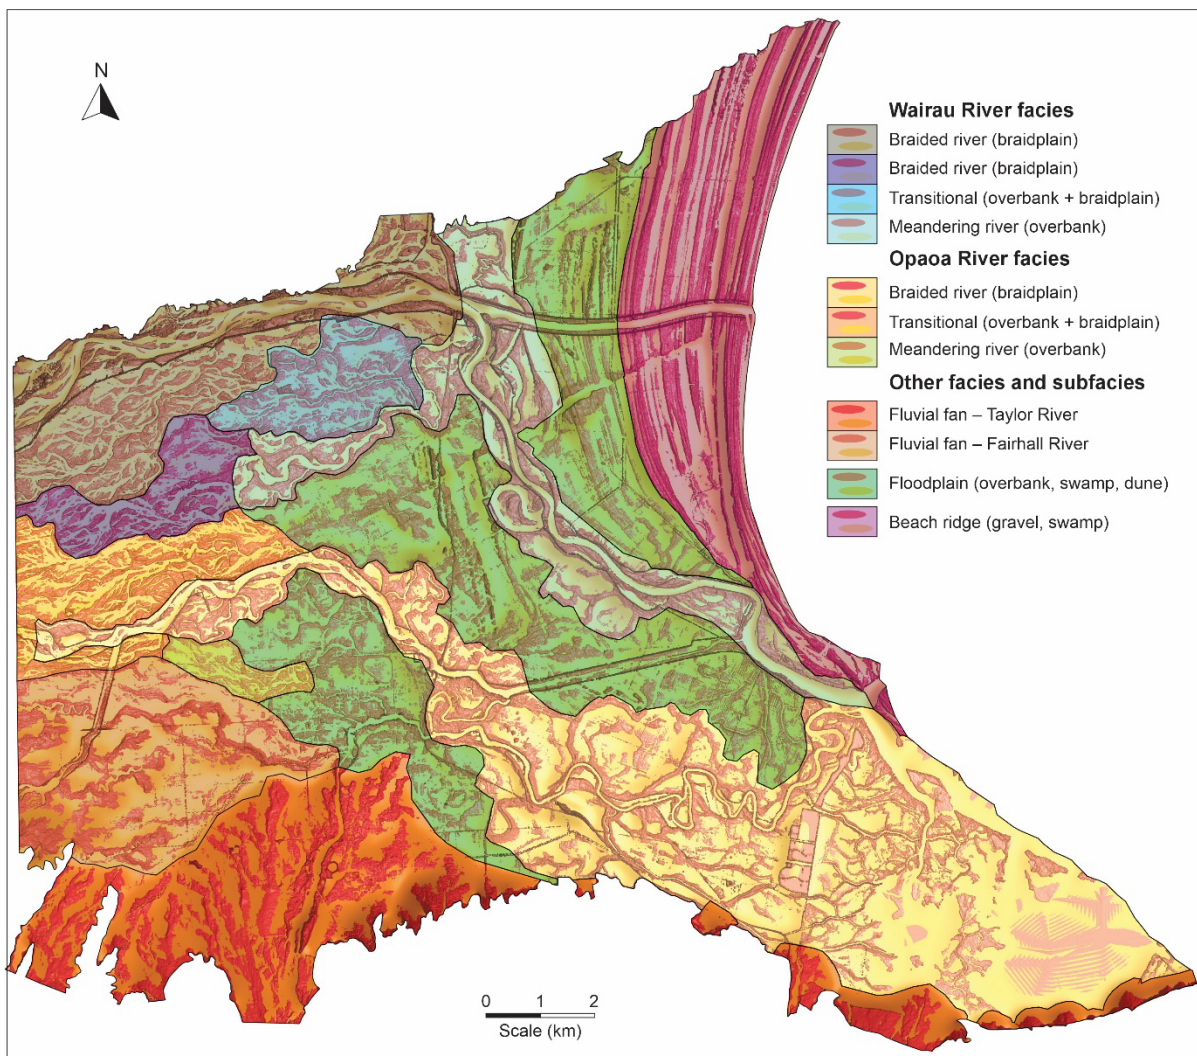 N
Wairau River facies
Braided river (braidplain)
Braided river (braidplain)
Transitional (overbank + braidplain)
Meandering river (overbank)
Opaoa River facies
Braided river (braidplain)
Transitional (overbank + braidplain)
Meandering river (overbank)
Other facies and subfacies
Fluvial fan – Taylor River
Fluvial fan – Fairhall River
Floodplain (overbank, swamp, dune)
Beach ridge (gravel, swamp)
0 1 2
Scale (km)